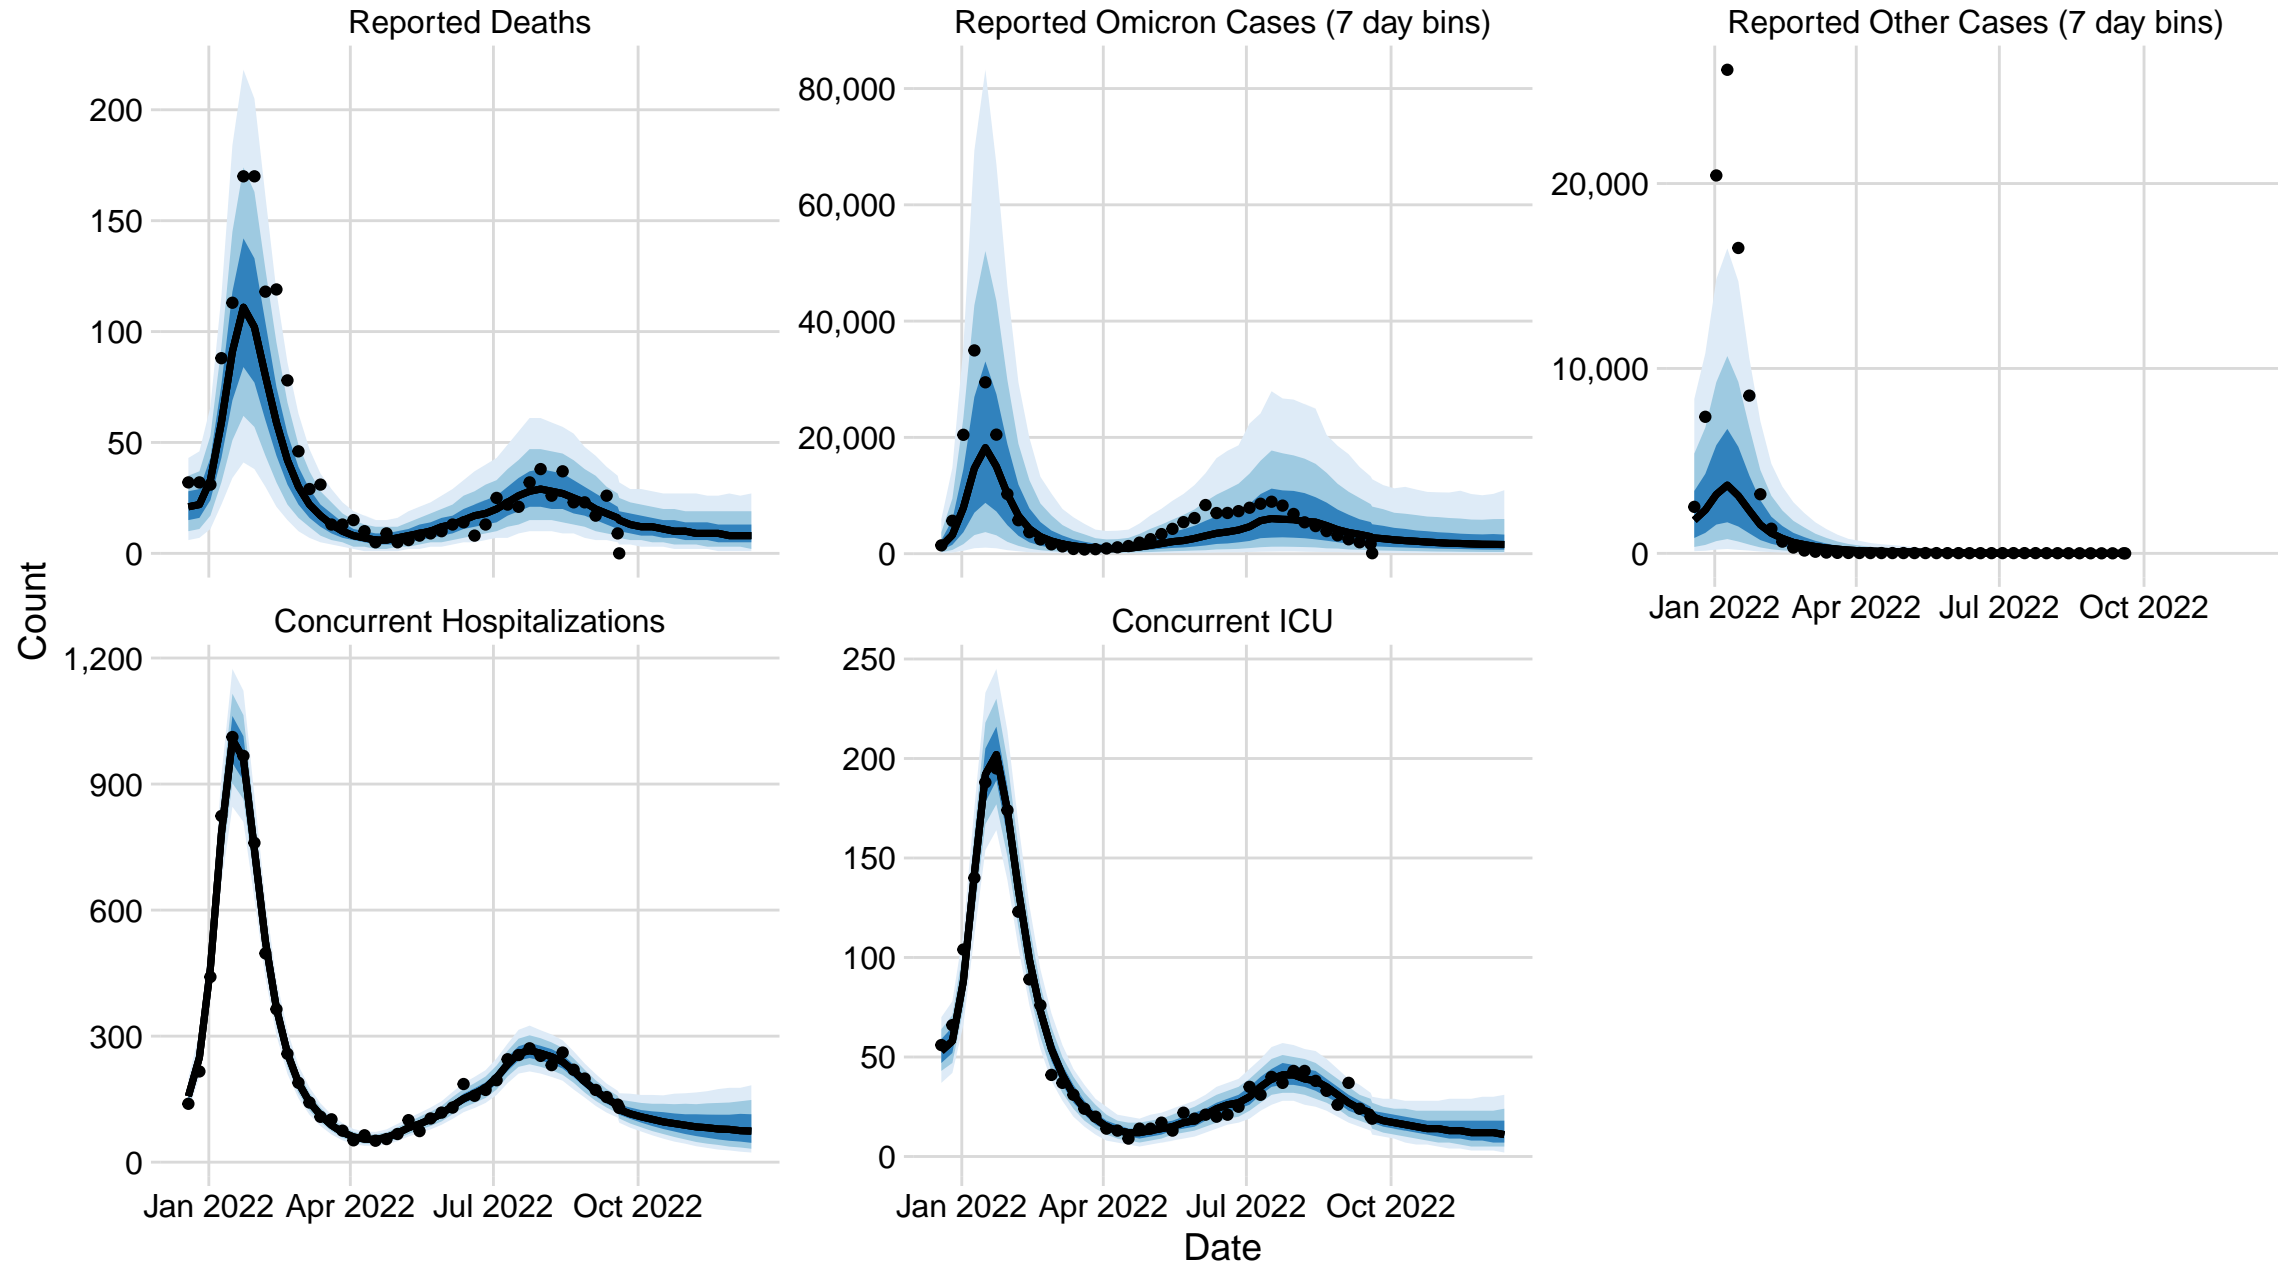 Reported Deaths
Reported Omicron Cases (7 day bins)
Reported Other Cases (7 day bins)
200
150
100
50
0
80,000
60,000
40,000
20,000
0
20,000
10,000
0
Jan 2022 Apr 2022 Jul 2022 Oct 2022
Count
Concurrent Hospitalizations
Concurrent ICU
1,200
900
600
300
0
250
200
150
100
50
0
Jan 2022 Apr 2022 Jul 2022 Oct 2022
Jan 2022 Apr 2022 Jul 2022 Oct 2022
Date